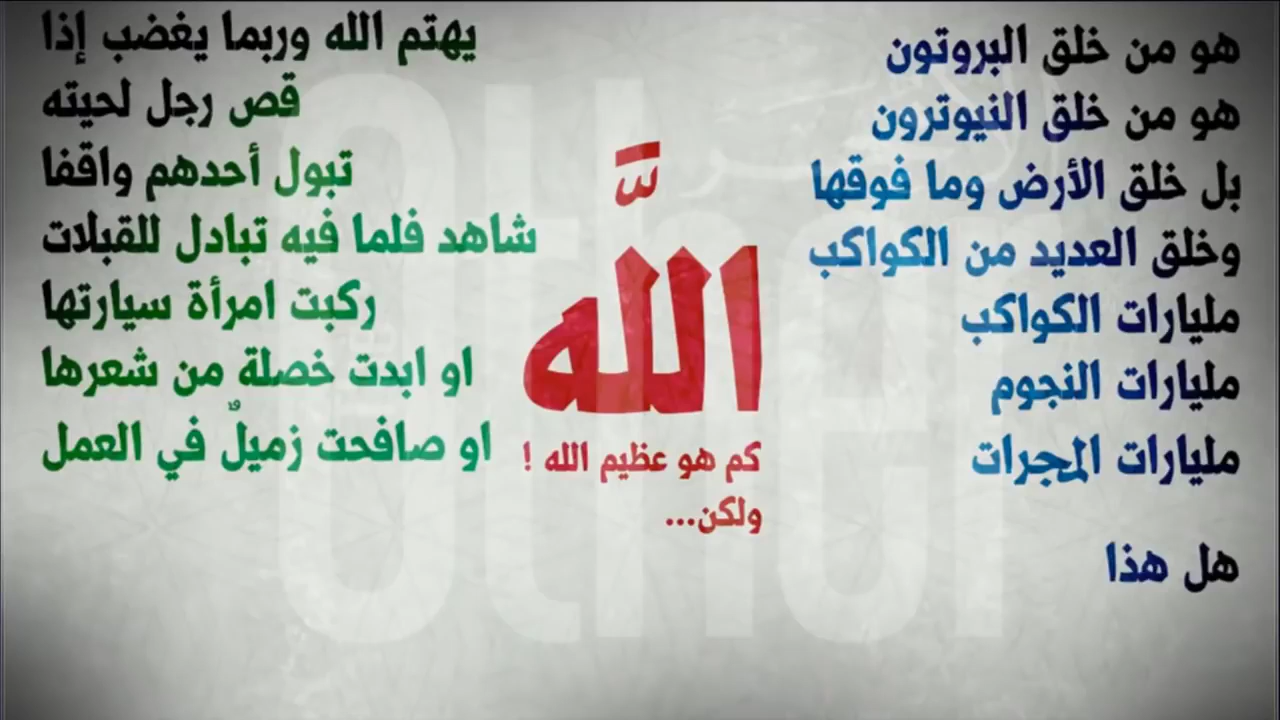 هو من خلق البروتون
هو من خلق النيوترون
بل خلق الأرض وما فوقها
وخلق العديد من الكواكب
مليارات الكواكب
مليارات النجوم
مليارات المجرات
هل هذا
الله
كم هو عظيم الله !
ولكن...
يهتم الله وربما يغضب إذا
قص رجل لحيته
تبول أحدهم واقفا
شاهد فلما فيه تبادل للقبلات
ركبت امرأة سيارتها
او ابدت خصلة من شعرها
او صافحت زميلٌ في العمل